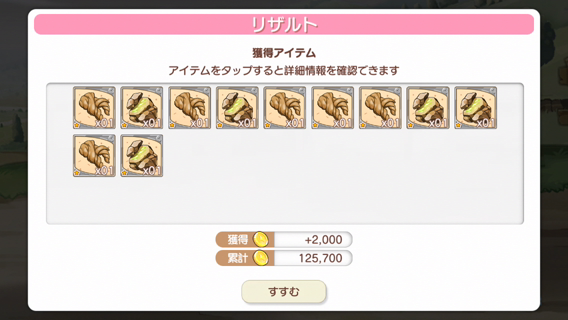 リザルト
獲得アイテム
アイテムをタップすると詳細情報を確認できます
x01 x01 x01 x01 x01 x01 x01 x01 x01
x01 x01
獲得 +2,000
累計 125,700
すすむ